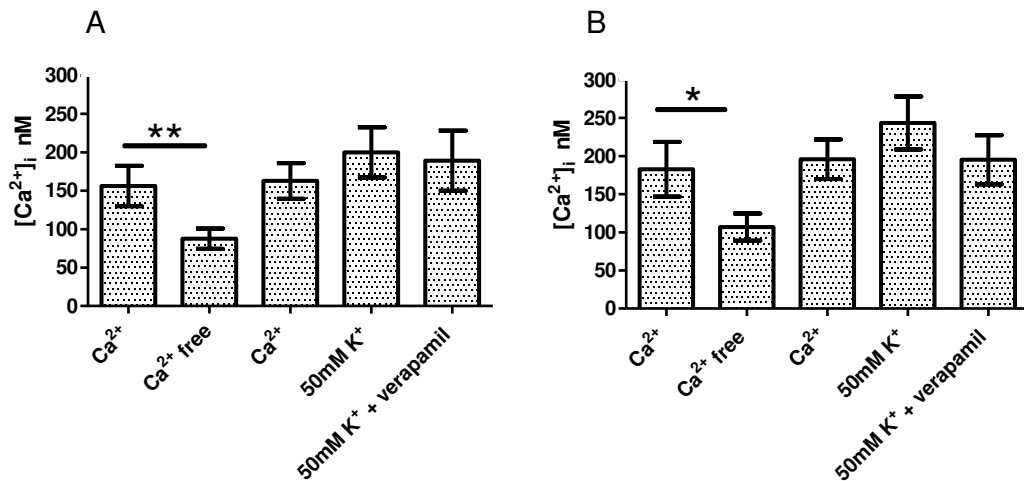 A
[Ca²⁺]ᵢ nM
300
250
200
150
100
50
0
**
Ca²⁺
Ca²⁺ free
Ca²⁺
50mM K⁺
50mM K⁺ + verapamil
B
[Ca²⁺]ᵢ nM
300
250
200
150
100
50
0
*
Ca²⁺
Ca²⁺ free
Ca²⁺
50mM K⁺
50mM K⁺ + verapamil